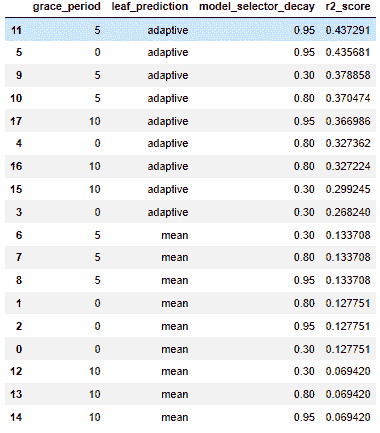 grace_period leaf_prediction model_selector_decay r2_score
11 5 adaptive 0.95 0.437291
5 0 adaptive 0.95 0.435681
9 5 adaptive 0.30 0.378858
10 5 adaptive 0.80 0.370474
17 10 adaptive 0.95 0.366986
4 0 adaptive 0.80 0.327362
16 10 adaptive 0.80 0.327224
15 10 adaptive 0.30 0.299245
3 0 adaptive 0.30 0.268240
6 5 mean 0.30 0.133708
7 5 mean 0.80 0.133708
8 5 mean 0.95 0.133708
1 0 mean 0.80 0.127751
2 0 mean 0.95 0.127751
0 0 mean 0.30 0.127751
12 10 mean 0.30 0.069420
13 10 mean 0.80 0.069420
14 10 mean 0.95 0.069420